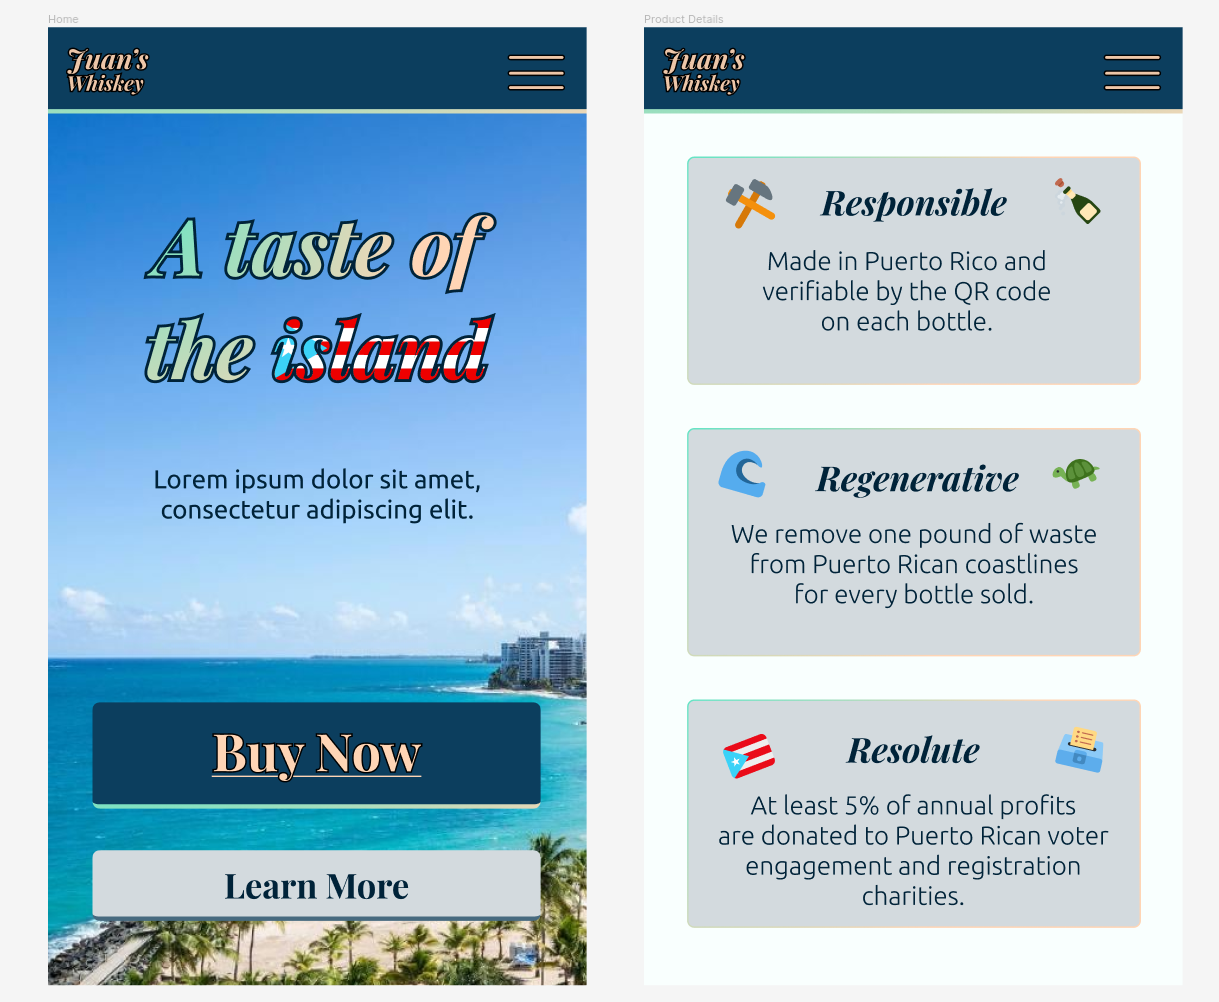 Home
Juan's
Whiskey
A taste of
the island
Lorem ipsum dolor sit amet,
consectetur adipiscing elit.
Buy Now
Learn More
Product Details
Juan's
Whiskey
Responsible
Made in Puerto Rico and
verifiable by the QR code
on each bottle.
Regenerative
We remove one pound of waste
from Puerto Rican coastlines
for every bottle sold.
Resolute
At least 5% of annual profits
are donated to Puerto Rican voter
engagement and registration
charities.